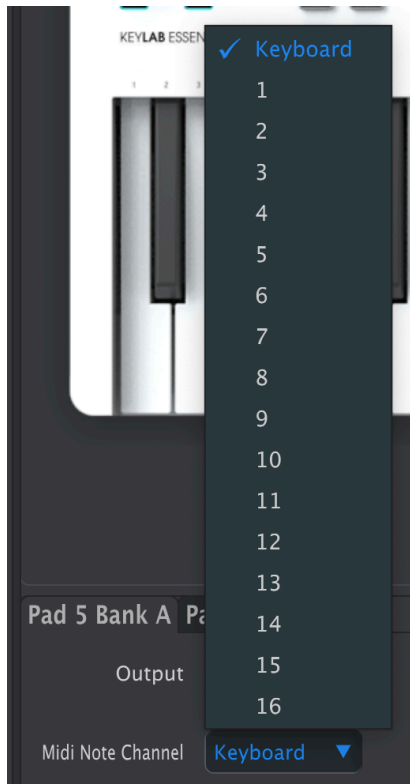 KEYLAB ESSEN
✓ Keyboard
1 2 3
1
2
3
4
5
6
7
8
9
10
11
12
13
14
15
16
Pad 5 Bank A Pa
Output
Midi Note Channel Keyboard ▼